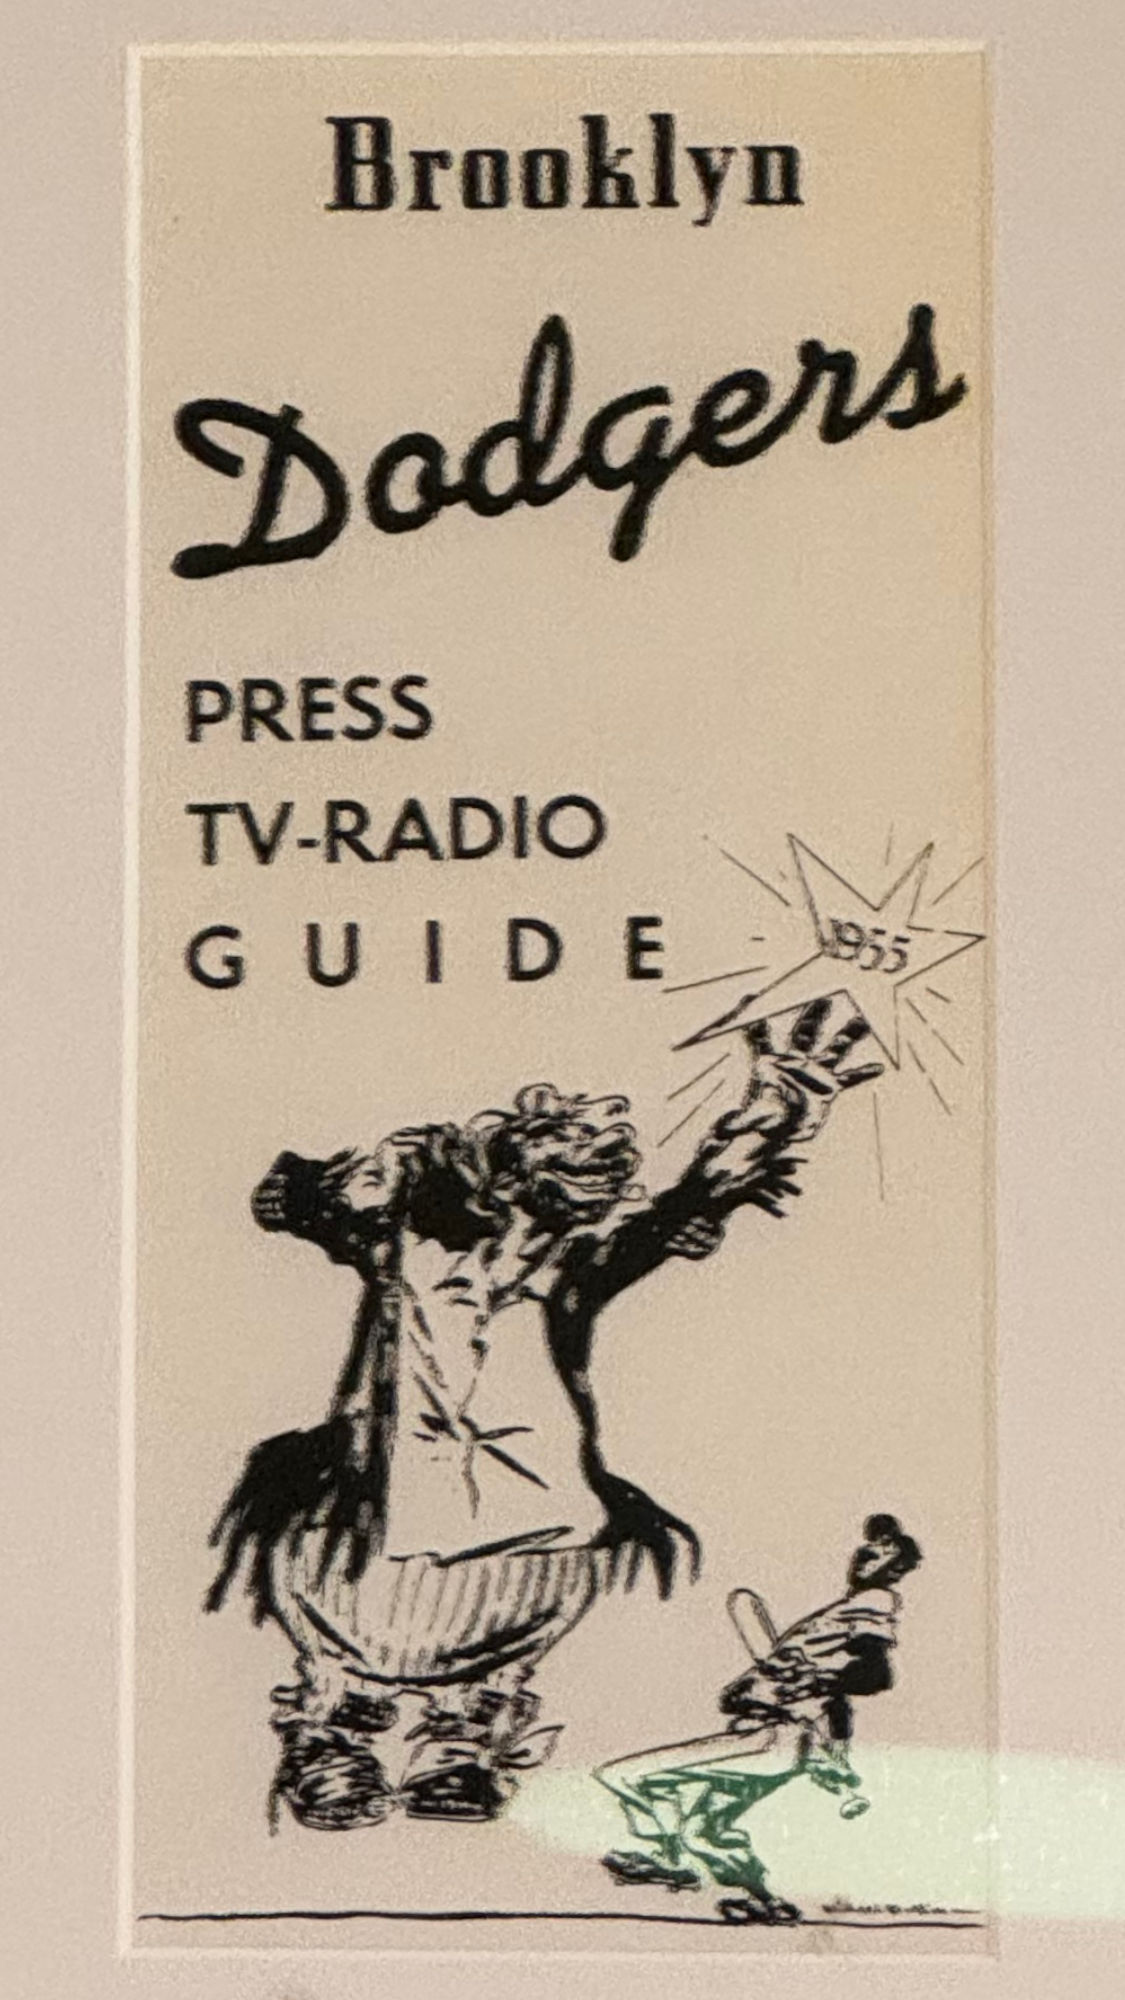 Brooklyn
Dodgers
PRESS
TV-RADIO
GUIDE
1955